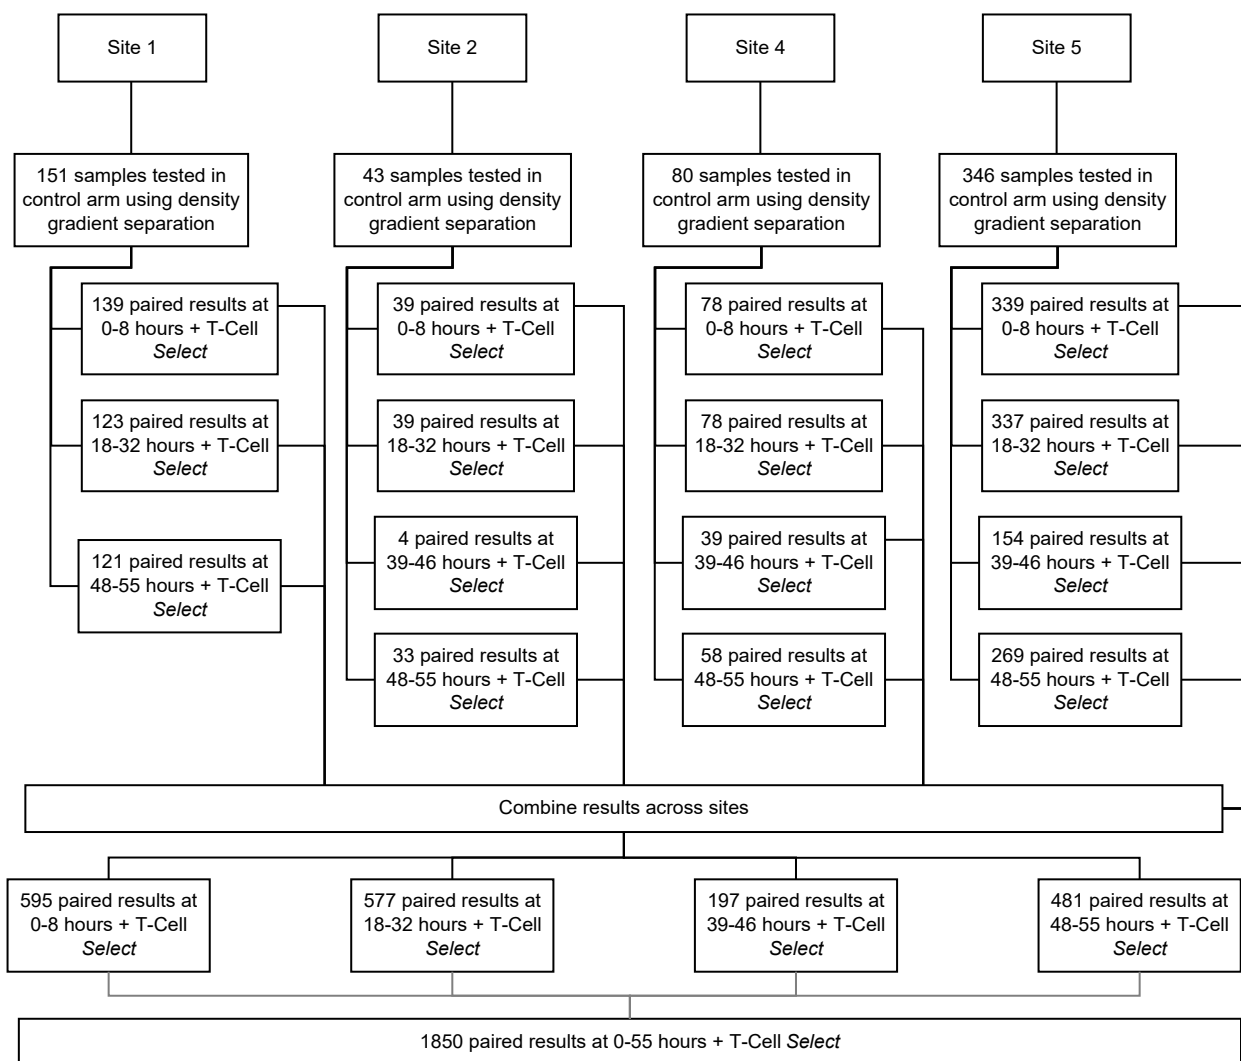 Site 1
Site 2
Site 4
Site 5
151 samples tested in
control arm using density
gradient separation
43 samples tested in
control arm using density
gradient separation
80 samples tested in
control arm using density
gradient separation
346 samples tested in
control arm using density
gradient separation
139 paired results at
0-8 hours + T-Cell
Select
39 paired results at
0-8 hours + T-Cell
Select
78 paired results at
0-8 hours + T-Cell
Select
339 paired results at
0-8 hours + T-Cell
Select
123 paired results at
18-32 hours + T-Cell
Select
39 paired results at
18-32 hours + T-Cell
Select
78 paired results at
18-32 hours + T-Cell
Select
337 paired results at
18-32 hours + T-Cell
Select
4 paired results at
39-46 hours + T-Cell
Select
39 paired results at
39-46 hours + T-Cell
Select
154 paired results at
39-46 hours + T-Cell
Select
121 paired results at
48-55 hours + T-Cell
Select
33 paired results at
48-55 hours + T-Cell
Select
58 paired results at
48-55 hours + T-Cell
Select
269 paired results at
48-55 hours + T-Cell
Select
Combine results across sites
595 paired results at
0-8 hours + T-Cell
Select
577 paired results at
18-32 hours + T-Cell
Select
197 paired results at
39-46 hours + T-Cell
Select
481 paired results at
48-55 hours + T-Cell
Select
1850 paired results at 0-55 hours + T-Cell Select